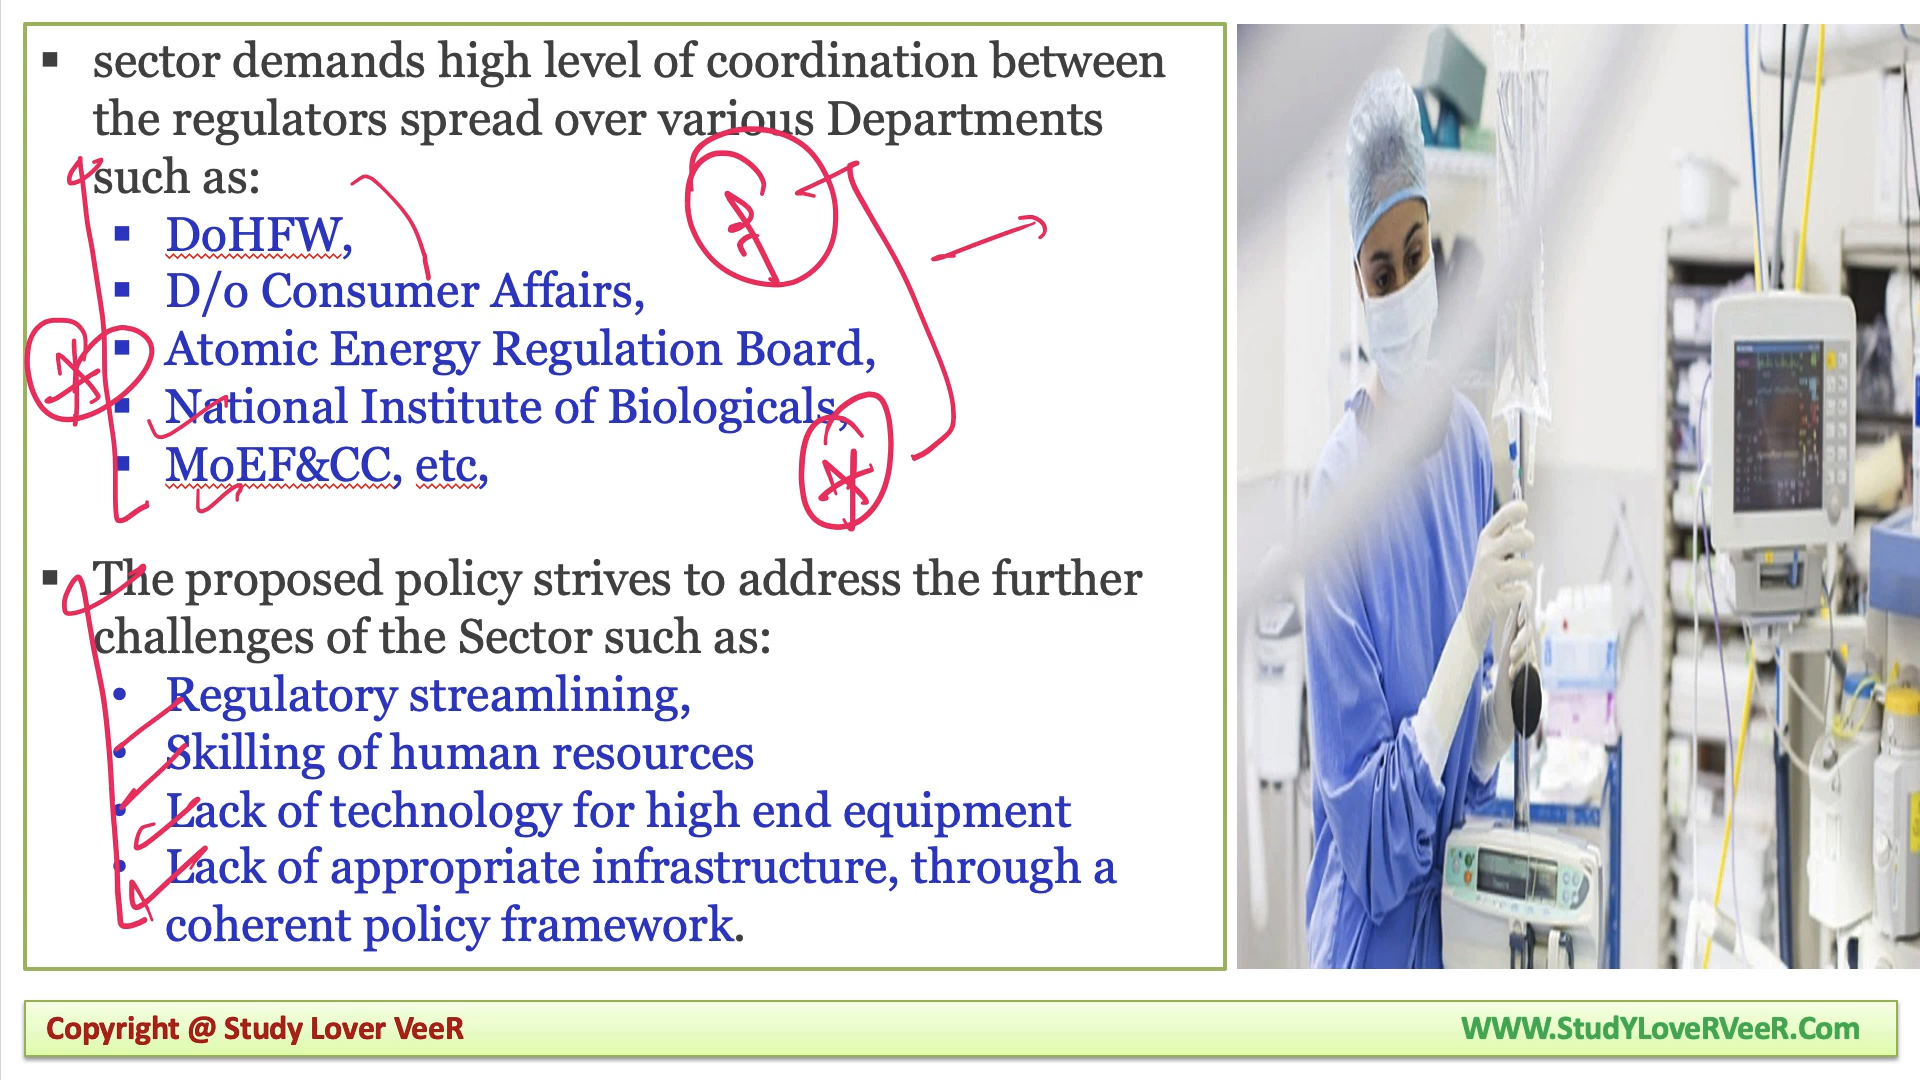 ▪ sector demands high level of coordination between
the regulators spread over various Departments
such as:
▪ DoHFW,
▪ D/o Consumer Affairs,
▪ Atomic Energy Regulation Board,
▪ National Institute of Biologicals,
▪ MoEF&CC, etc,
▪ The proposed policy strives to address the further
challenges of the Sector such as:
• Regulatory streamlining,
• Skilling of human resources
• Lack of technology for high end equipment
• Lack of appropriate infrastructure, through a
coherent policy framework.
Copyright @ Study Lover VeeR
WWW.StudYLoveRVeeR.Com